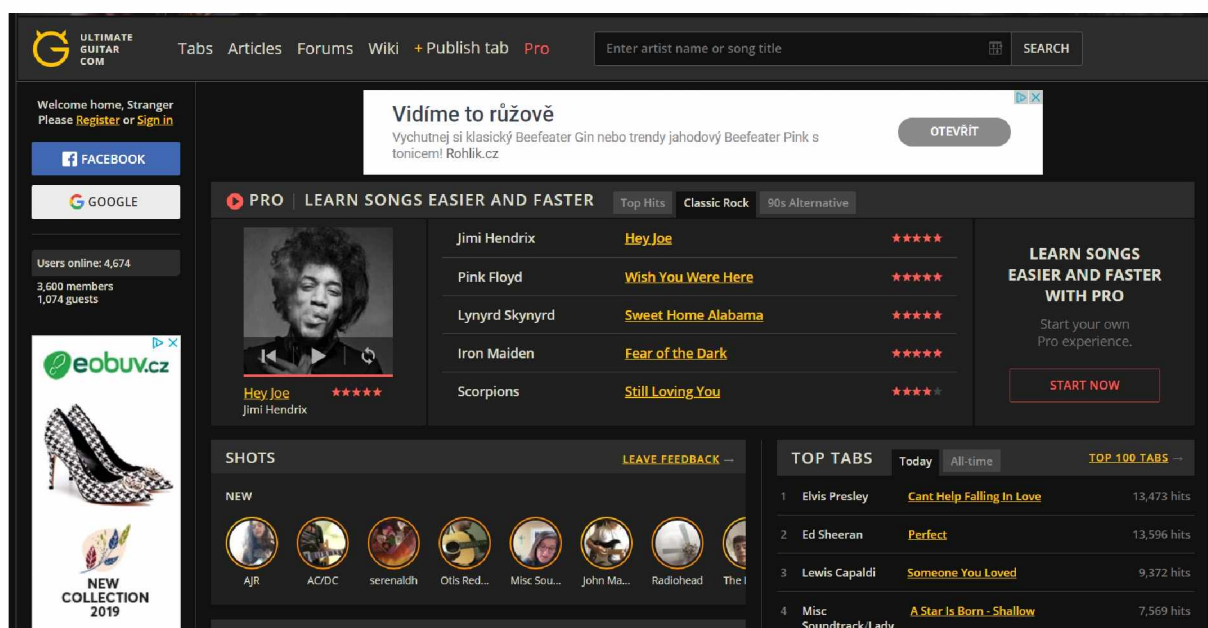 ULTIMATE
GUITAR
COM
Tabs Articles Forums Wiki + Publish tab Pro
Enter artist name or song title
SEARCH
Welcome home, Stranger
Please Register or Sign in
FACEBOOK
GOOGLE
Users online: 4,674
3,600 members
1,074 guests
eobuv.cz
NEW
COLLECTION
2019
Vidíme to růžově
Vychutnej si klasický Beefeater Gin nebo trendy jahodový Beefeater Pink s
tonicem! Rohlik.cz
OTEVŘÍT
PRO | LEARN SONGS EASIER AND FASTER Top Hits Classic Rock 90s Alternative
Hey Joe
Jimi Hendrix
Jimi Hendrix Hey Joe
Pink Floyd Wish You Were Here
Lynyrd Skynyrd Sweet Home Alabama
Iron Maiden Fear of the Dark
Scorpions Still Loving You
LEARN SONGS
EASIER AND FASTER
WITH PRO
Start your own
Pro experience.
START NOW
SHOTS LEAVE FEEDBACK →
NEW
AJR AC/DC serenaldh Otis Red... Misc Sou... John Ma... Radiohead The
TOP TABS Today All-time TOP 100 TABS →
1 Elvis Presley Cant Help Falling In Love 13,473 hits
2 Ed Sheeran Perfect 13,596 hits
3 Lewis Capaldi Someone You Loved 9,372 hits
4 Misc A Star Is Born - Shallow 7,569 hits
Soundtrack/Lady